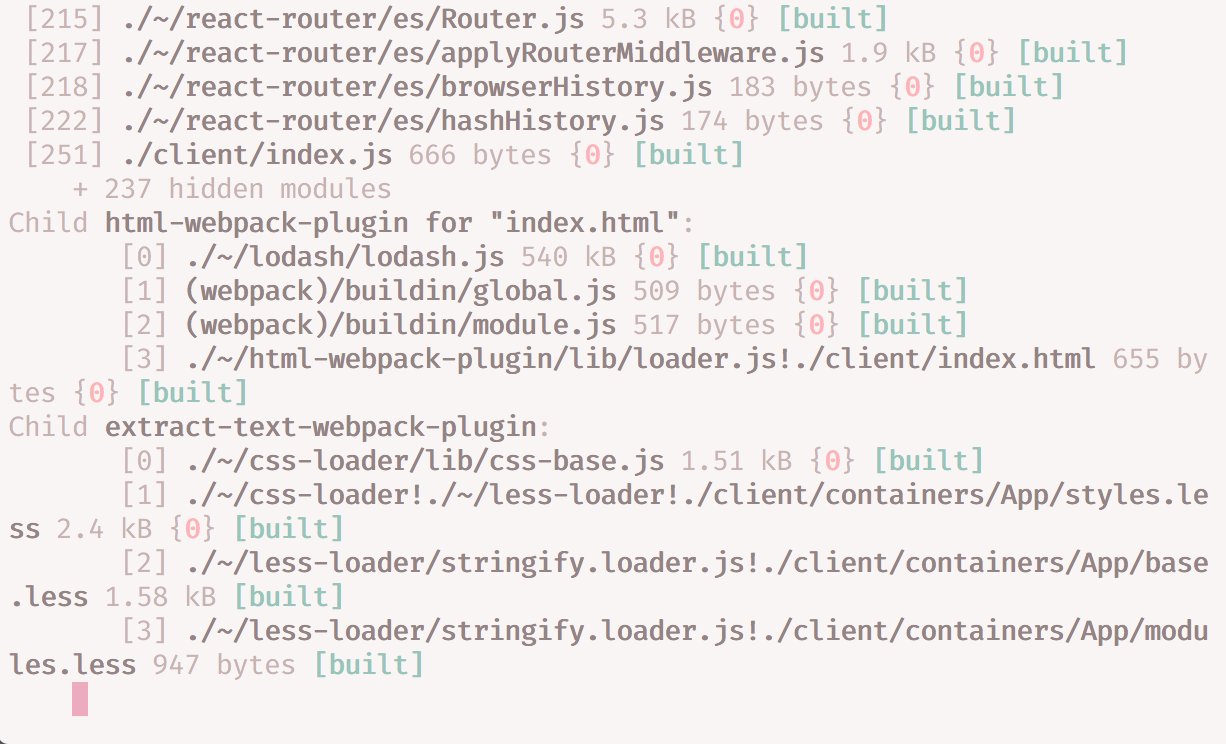 [215] ./~/react-router/es/Router.js 5.3 kB {0} [built]
[217] ./~/react-router/es/applyRouterMiddleware.js 1.9 kB {0} [built]
[218] ./~/react-router/es/browserHistory.js 183 bytes {0} [built]
[222] ./~/react-router/es/hashHistory.js 174 bytes {0} [built]
[251] ./client/index.js 666 bytes {0} [built]
+ 237 hidden modules
Child html-webpack-plugin for "index.html":
[0] ./~/lodash/lodash.js 540 kB {0} [built]
[1] (webpack)/buildin/global.js 509 bytes {0} [built]
[2] (webpack)/buildin/module.js 517 bytes {0} [built]
[3] ./~/html-webpack-plugin/lib/loader.js!./client/index.html 655 by
tes {0} [built]
Child extract-text-webpack-plugin:
[0] ./~/css-loader/lib/css-base.js 1.51 kB {0} [built]
[1] ./~/css-loader!./~/less-loader!./client/containers/App/styles.le
ss 2.4 kB {0} [built]
[2] ./~/less-loader/stringify.loader.js!./client/containers/App/base
.less 1.58 kB [built]
[3] ./~/less-loader/stringify.loader.js!./client/containers/App/modu
les.less 947 bytes [built]